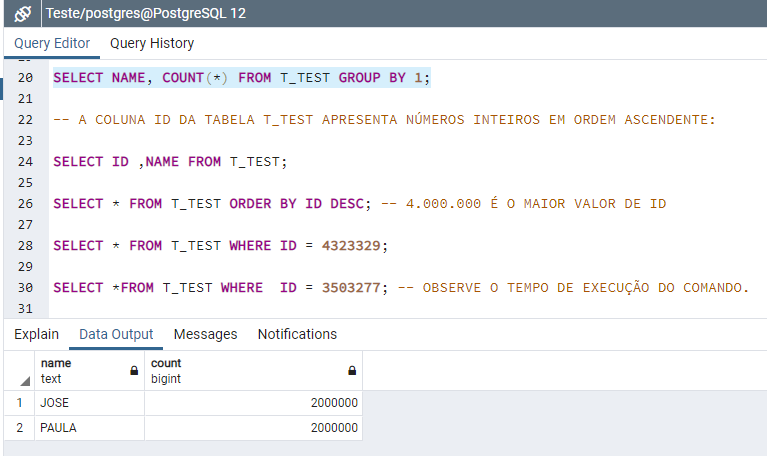 Teste/postgres@PostgreSQL 12
Query Editor Query History
20 SELECT NAME, COUNT(*) FROM T_TEST GROUP BY 1;
21
22 -- A COLUNA ID DA TABELA T_TEST APRESENTA NÚMEROS INTEIROS EM ORDEM ASCENDENTE:
23
24 SELECT ID ,NAME FROM T_TEST;
25
26 SELECT * FROM T_TEST ORDER BY ID DESC; -- 4.000.000 É O MAIOR VALOR DE ID
27
28 SELECT * FROM T_TEST WHERE ID = 4323329;
29
30 SELECT *FROM T_TEST WHERE  ID = 3503277; -- OBSERVE O TEMPO DE EXECUÇÃO DO COMANDO.
31
Explain Data Output Messages Notifications
name count
text bigint
1 JOSE 2000000
2 PAULA 2000000